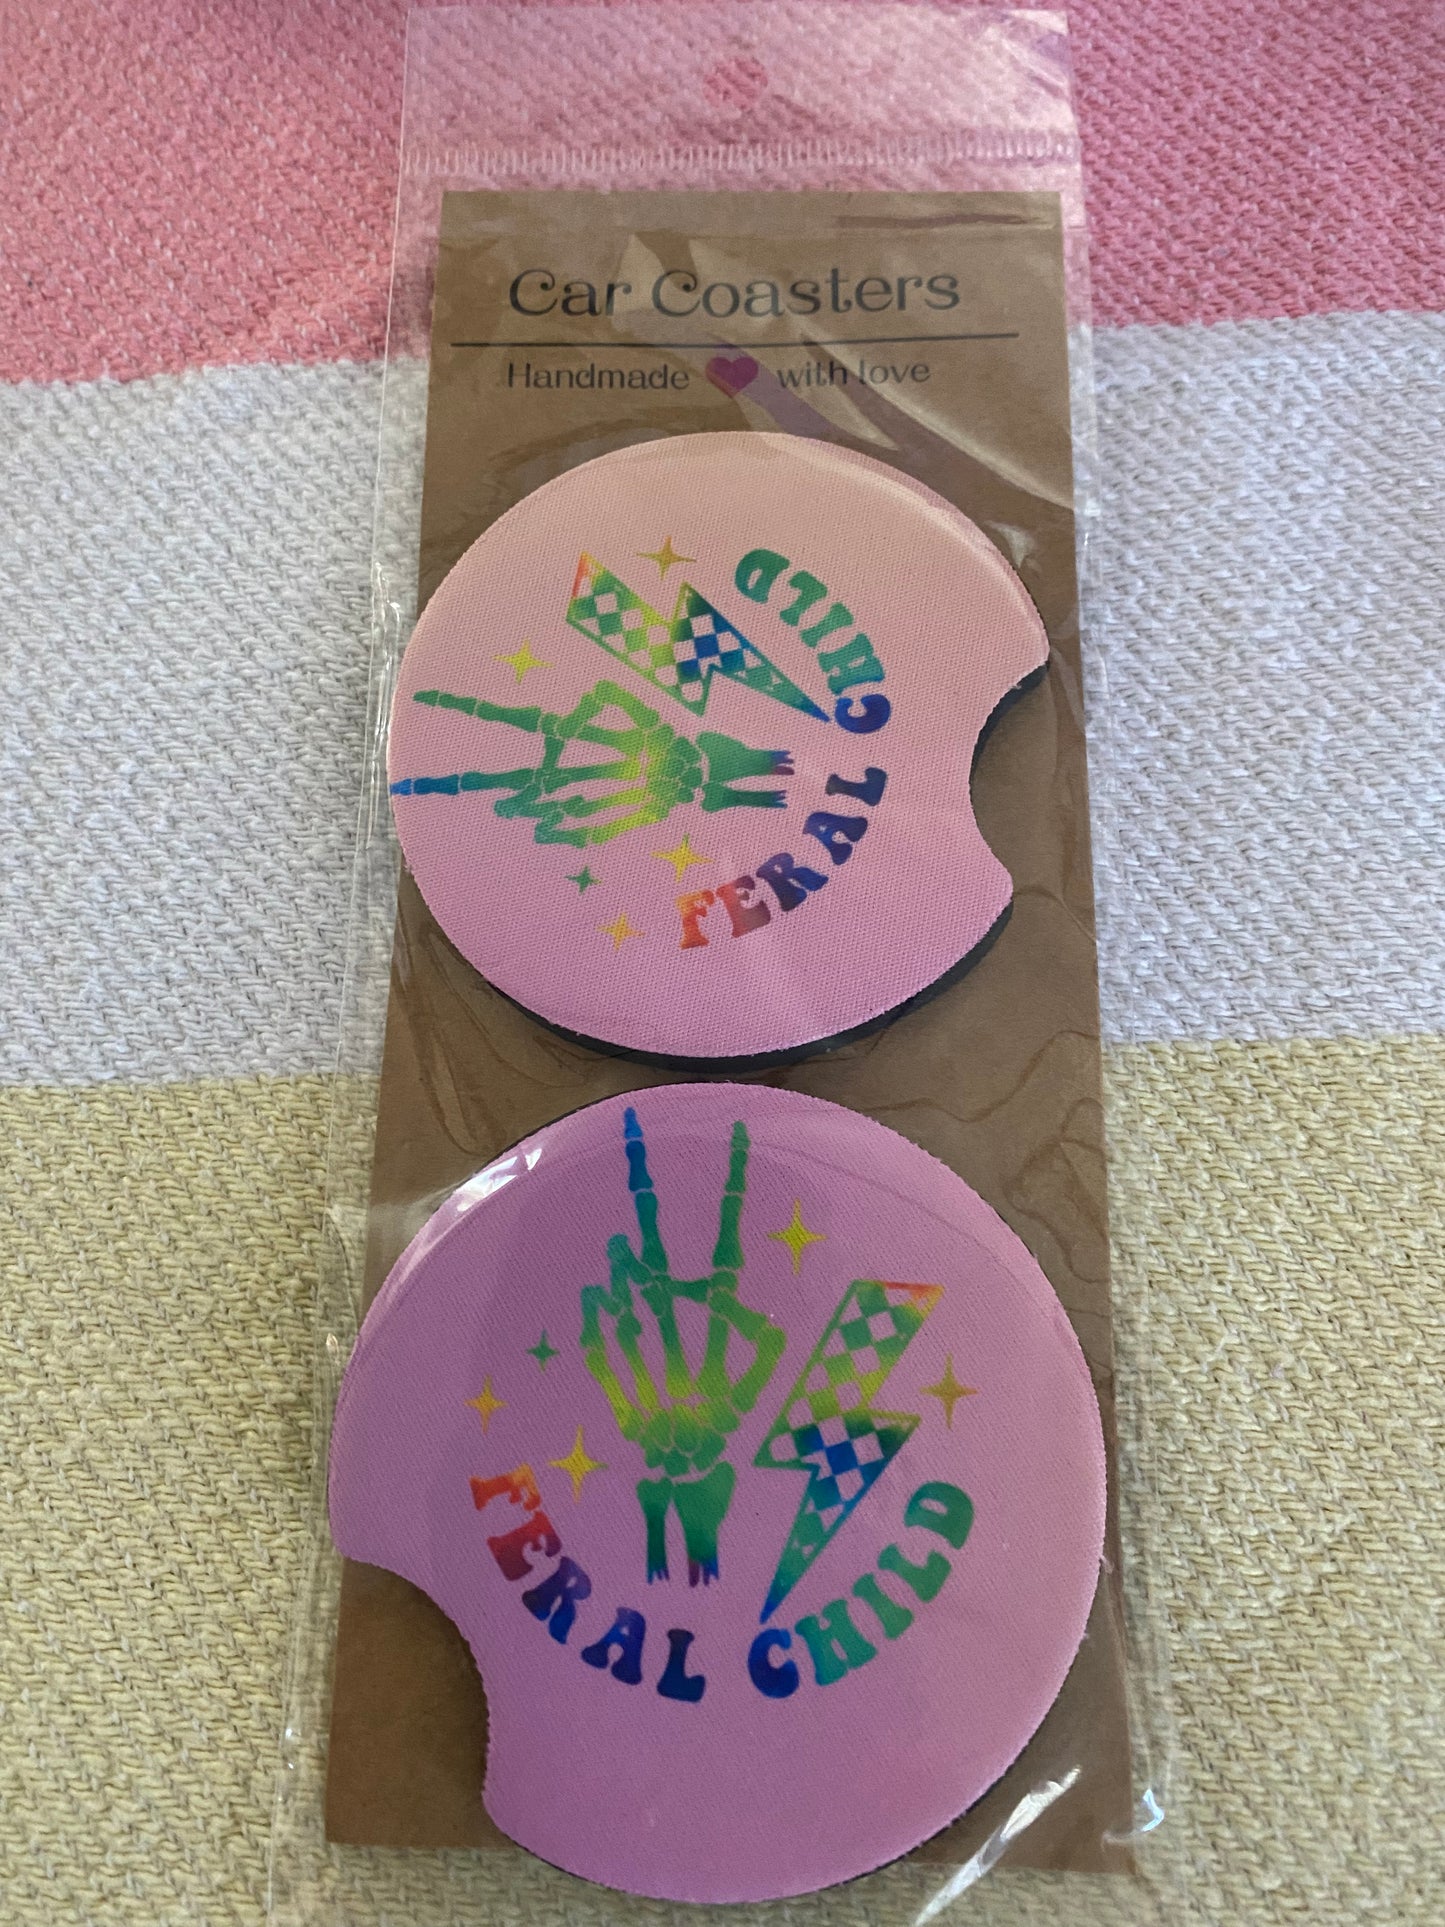 Car Coasters
Handmade with love
FERAL CHILD
FERAL CHILD